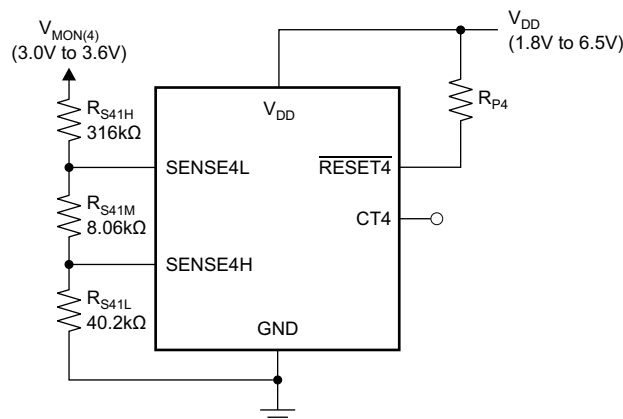 V_MON(4)
(3.0V to 3.6V)
V_DD
(1.8V to 6.5V)
R_S41H
316kΩ
V_DD
R_P4
SENSE4L
RESET4
R_S41M
8.06kΩ
CT4
SENSE4H
R_S41L
40.2kΩ
GND